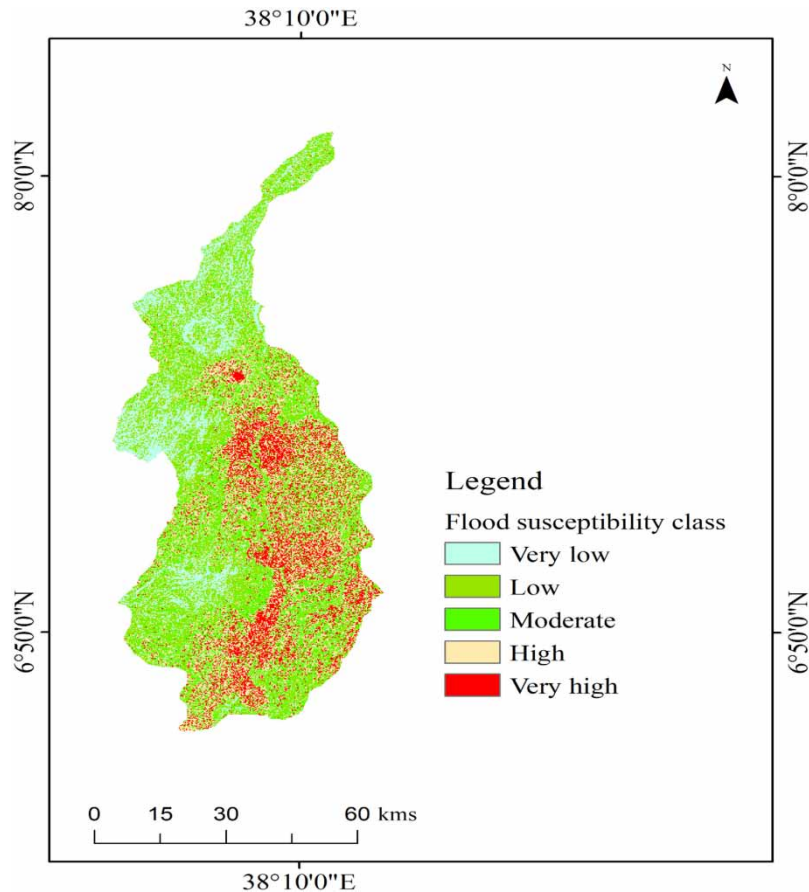 38°10'0"E
N
8°0'0"N
8°0'0"N
Legend
Flood susceptibility class
Very low
Low
Moderate
High
Very high
6°50'0"N
6°50'0"N
0 15 30 60 kms
38°10'0"E